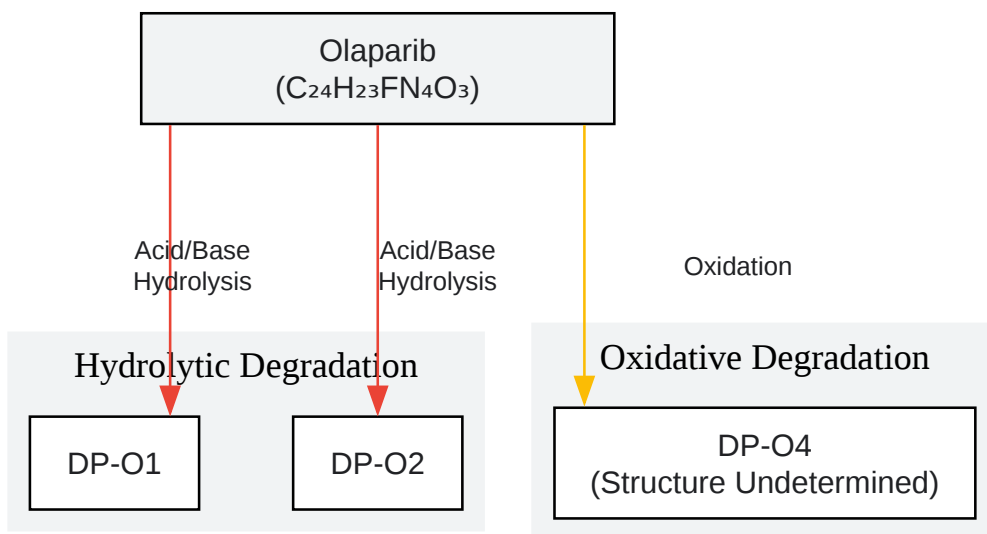 Olaparib
(C₂₄H₂₃FN₄O₃)
Acid/Base
Hydrolysis
Acid/Base
Hydrolysis
Oxidation
Hydrolytic Degradation
Oxidative Degradation
DP-O1
DP-O2
DP-O4
(Structure Undetermined)